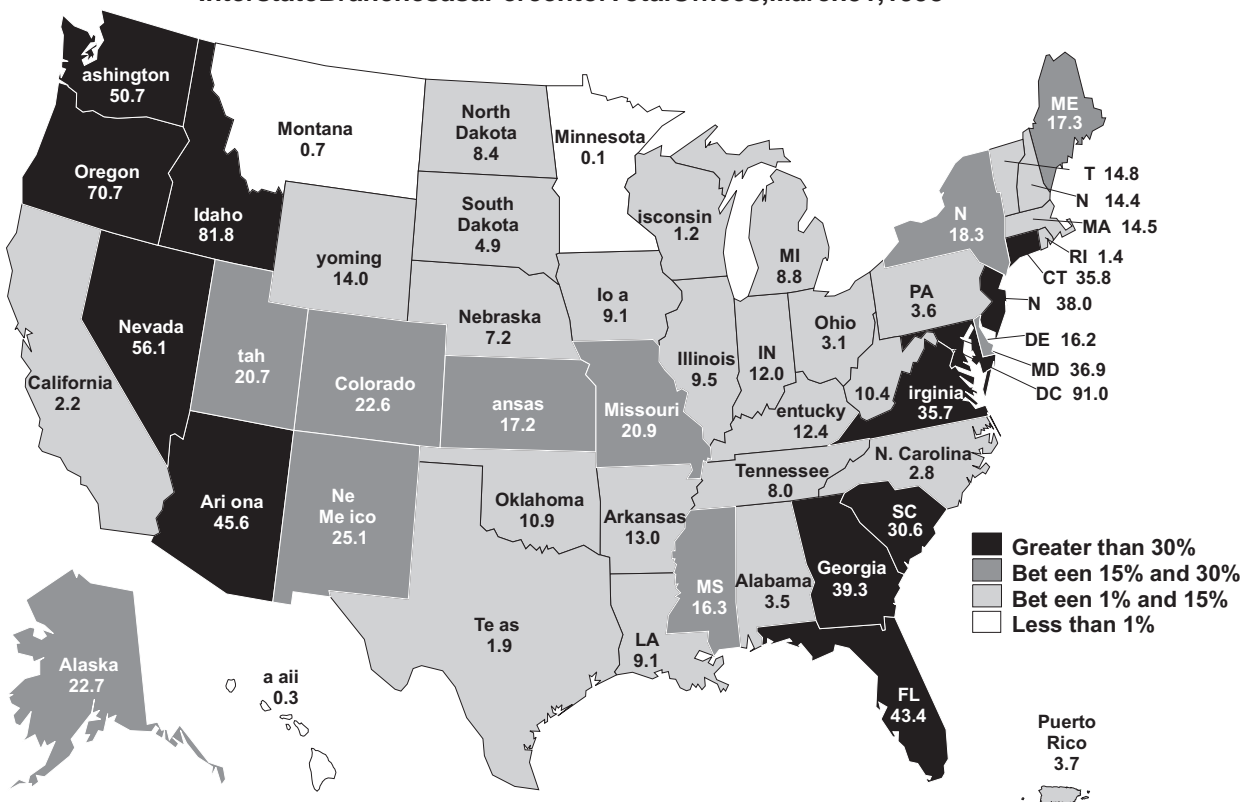 ashington
50.7
Montana
0.7
North
Dakota
8.4
Minnesota
0.1
ME
17.3
Oregon
70.7
Idaho
81.8
South
Dakota
4.9
isconsin
1.2
MI
8.8
N
18.3
T 14.8
N 14.4
MA 14.5
RI 1.4
CT 35.8
N 38.0
DE 16.2
MD 36.9
DC 91.0
yoming
14.0
Nebraska
7.2
Io a
9.1
Illinois
9.5
IN
12.0
Ohio
3.1
PA
3.6
Nevada
56.1
tah
20.7
Colorado
22.6
ansas
17.2
Missouri
20.9
entucky
12.4
10.4
irginia
35.7
California
2.2
Ari ona
45.6
Ne
Me ico
25.1
Oklahoma
10.9
Arkansas
13.0
Tennessee
8.0
N. Carolina
2.8
SC
30.6
Te as
1.9
LA
9.1
MS
16.3
Alabama
3.5
Georgia
39.3
FL
43.4
Greater than 30%
Bet een 15% and 30%
Bet een 1% and 15%
Less than 1%
Alaska
22.7
a aii
0.3
Puerto
Rico
3.7